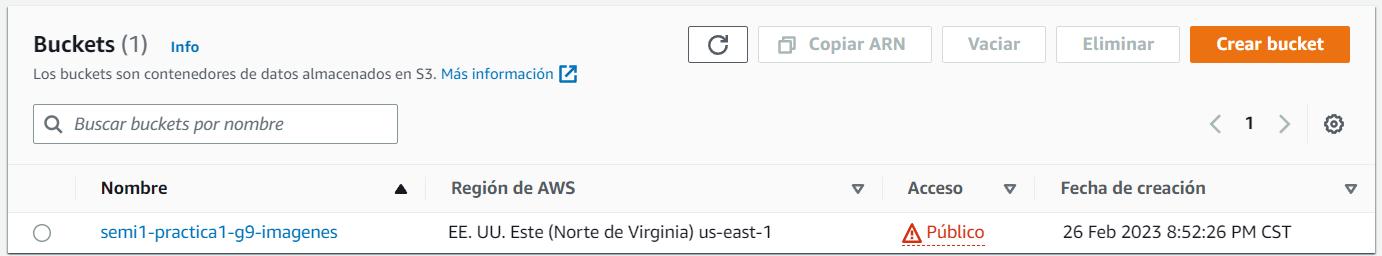 Buckets (1) Info
Copiar ARN Vaciar Eliminar Crear bucket
Los buckets son contenedores de datos almacenados en S3. Más información
Buscar buckets por nombre
1
Nombre Región de AWS Acceso Fecha de creación
semi1-practica1-g9-imagenes EE. UU. Este (Norte de Virginia) us-east-1 Público 26 Feb 2023 8:52:26 PM CST